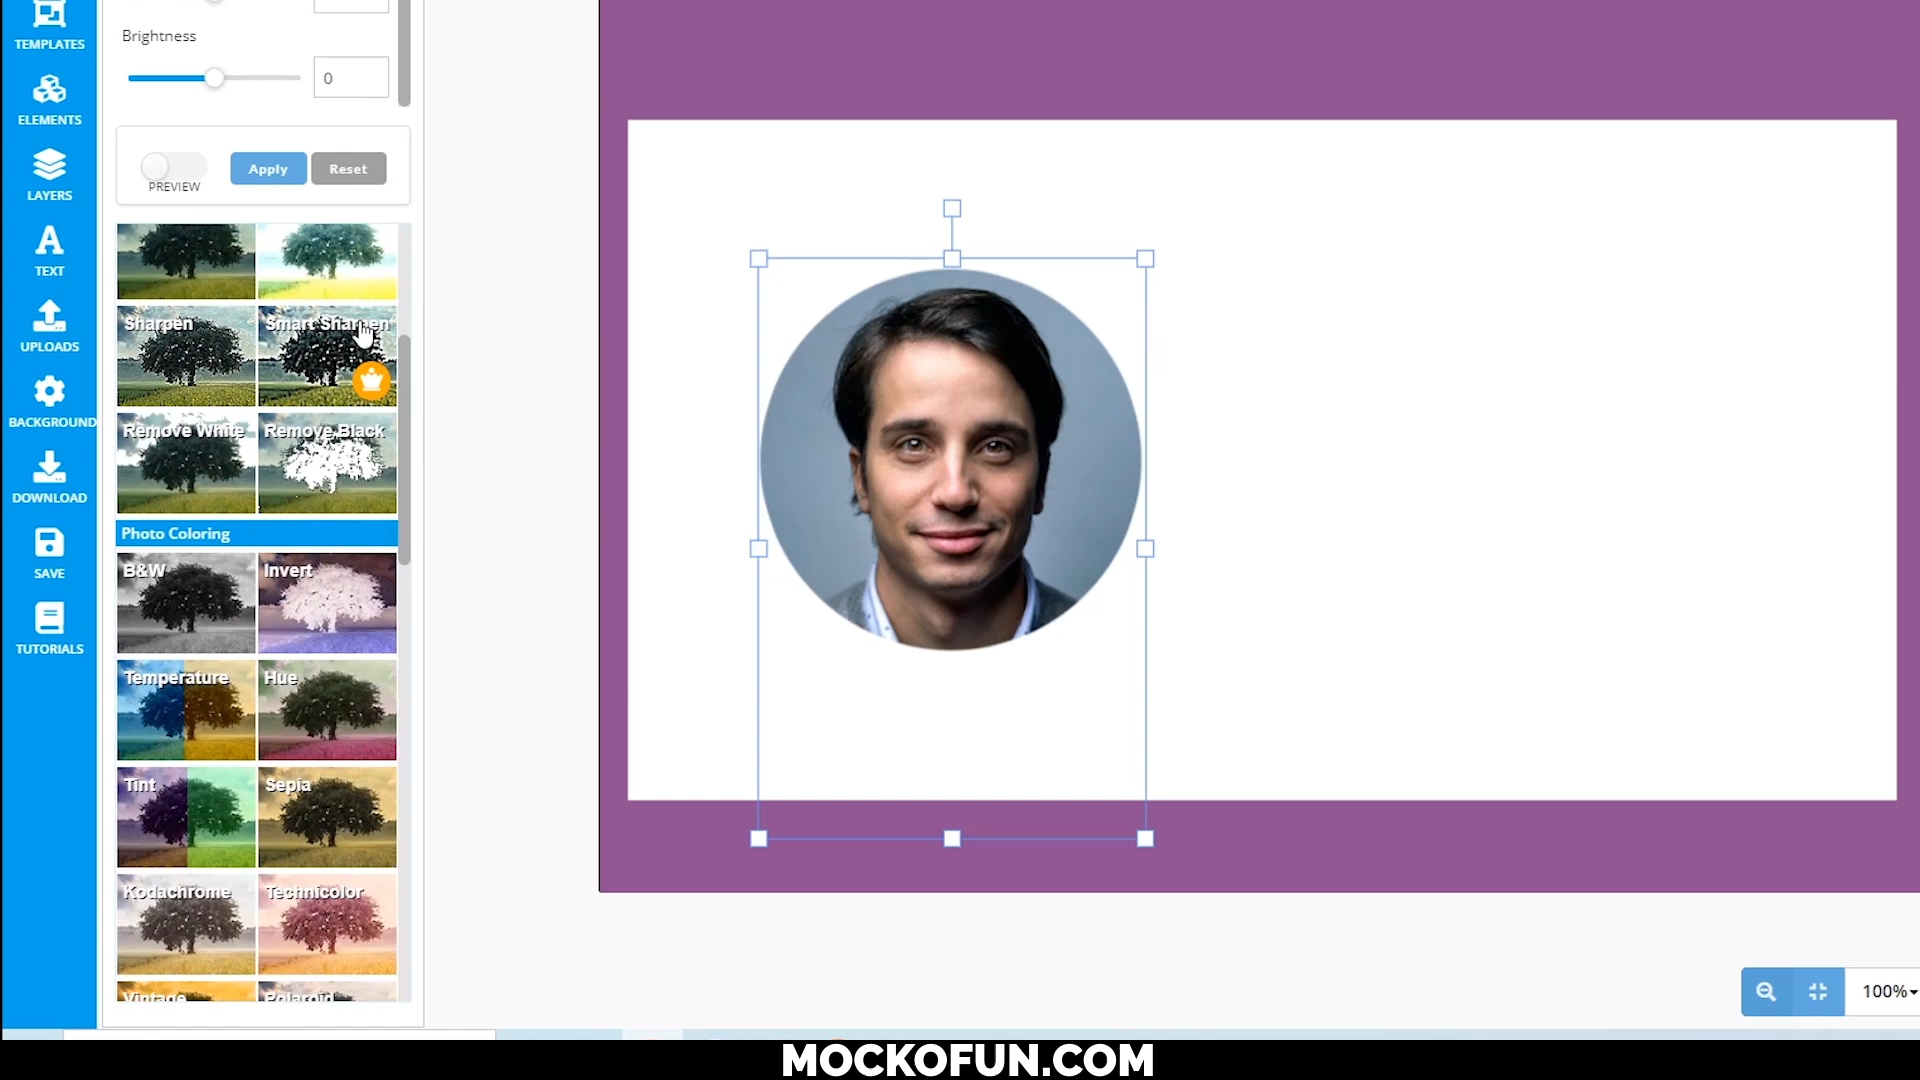 TEMPLATES
ELEMENTS
LAYERS
TEXT
UPLOADS
BACKGROUND
DOWNLOAD
SAVE
TUTORIALS
Brightness
0
PREVIEW
Apply
Reset
Sharpen
Smart Sharpen
Remove White
Remove Black
Photo Coloring
B&W
Invert
Temperature
Hue
Tint
Sepia
Kodachrome
Technicolor
Vintage
Polaroid
100%
MOCKOFUN.COM